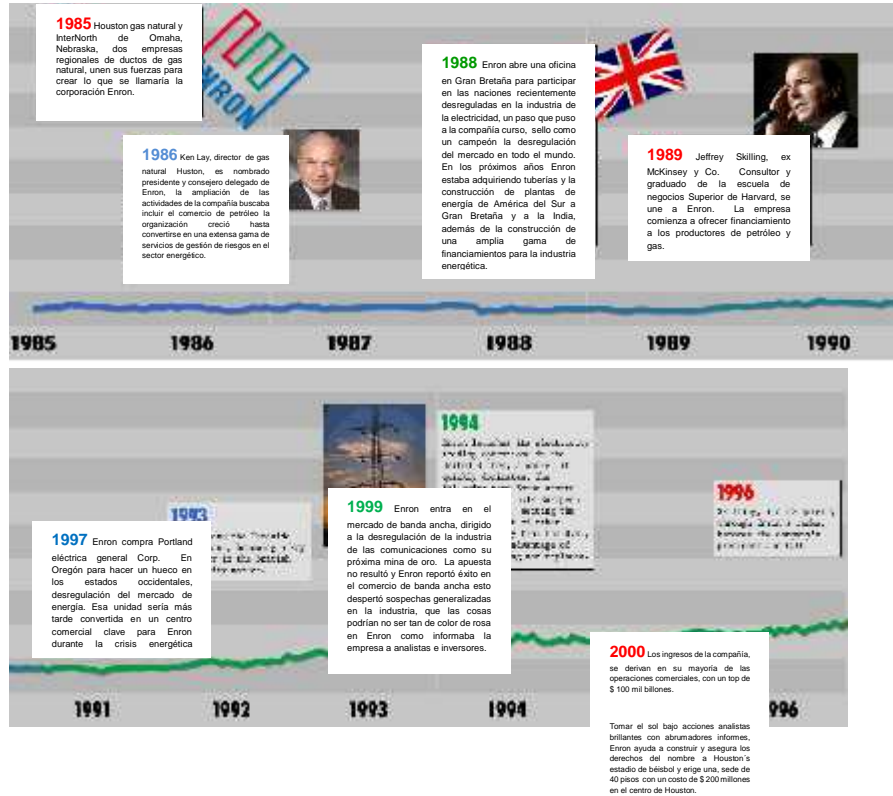 1985 Houston gas natural y
InterNorth de Omaha,
Nebraska, dos empresas
regionales de ductos de gas
natural, unen sus fuerzas para
crear lo que se llamaría la
corporación Enron.
1986 Ken Lay, director de gas
natural Huston, es nombrado
presidente y consejero delegado de
Enron, la ampliación de las
actividades de la compañía buscaba
incluir el comercio de petróleo la
organización creció hasta
convertirse en una extensa gama de
servicios de gestión de riesgos en el
sector energético.
1988 Enron abre una oficina
en Gran Bretaña para participar
en las naciones recientemente
desreguladas en la industria de
la electricidad, un paso que puso
a la compañía curso, sello como
un campeón la desregulación
del mercado en todo el mundo.
En los próximos años Enron
estaba adquiriendo tuberías y la
construcción de plantas de
energía de América del Sur a
Gran Bretaña y a la India,
además de la construcción de
una amplia gama de
financiamientos para la industria
energética.
1989 Jeffrey Skilling, ex
McKinsey y Co. Consultor y
graduado de la escuela de
negocios Superior de Harvard, se
une a Enron. La empresa
comienza a ofrecer financiamiento
a los productores de petróleo y
gas.
1985 1986 1987 1988 1989 1990
1993
1994
1996
1997 Enron compra Portland
eléctrica general Corp. En
Oregón para hacer un hueco en
los estados occidentales,
desregulación del mercado de
energía. Esa unidad sería más
tarde convertida en un centro
comercial clave para Enron
durante la crisis energética
1999 Enron entra en el
mercado de banda ancha, dirigido
a la desregulación de la industria
de las comunicaciones como su
próxima mina de oro. La apuesta
no resultó y Enron reportó éxito en
el comercio de banda ancha esto
despertó sospechas generalizadas
en la industria, que las cosas
podrían no ser tan de color de rosa
en Enron como informaba la
empresa a analistas e inversores.
2000 Los ingresos de la compañía,
se derivan en su mayoría de las
operaciones comerciales, con un top de
$ 100 mil billones.
Tomar el sol bajo acciones analistas
brillantes con abrumadores informes,
Enron ayuda a construir y asegura los
derechos del nombre a Houston´s
estadio de béisbol y erige una, sede de
40 pisos con un costo de $ 200 millones
en el centro de Houston.
1991 1992 1993 1994 996